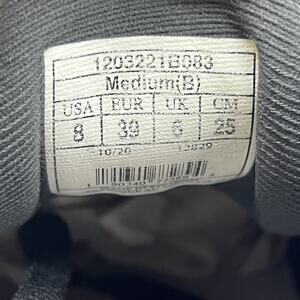 1203221B083
Medium(B)
USA EUR UK CM
8 39 6 25
10/20 12829